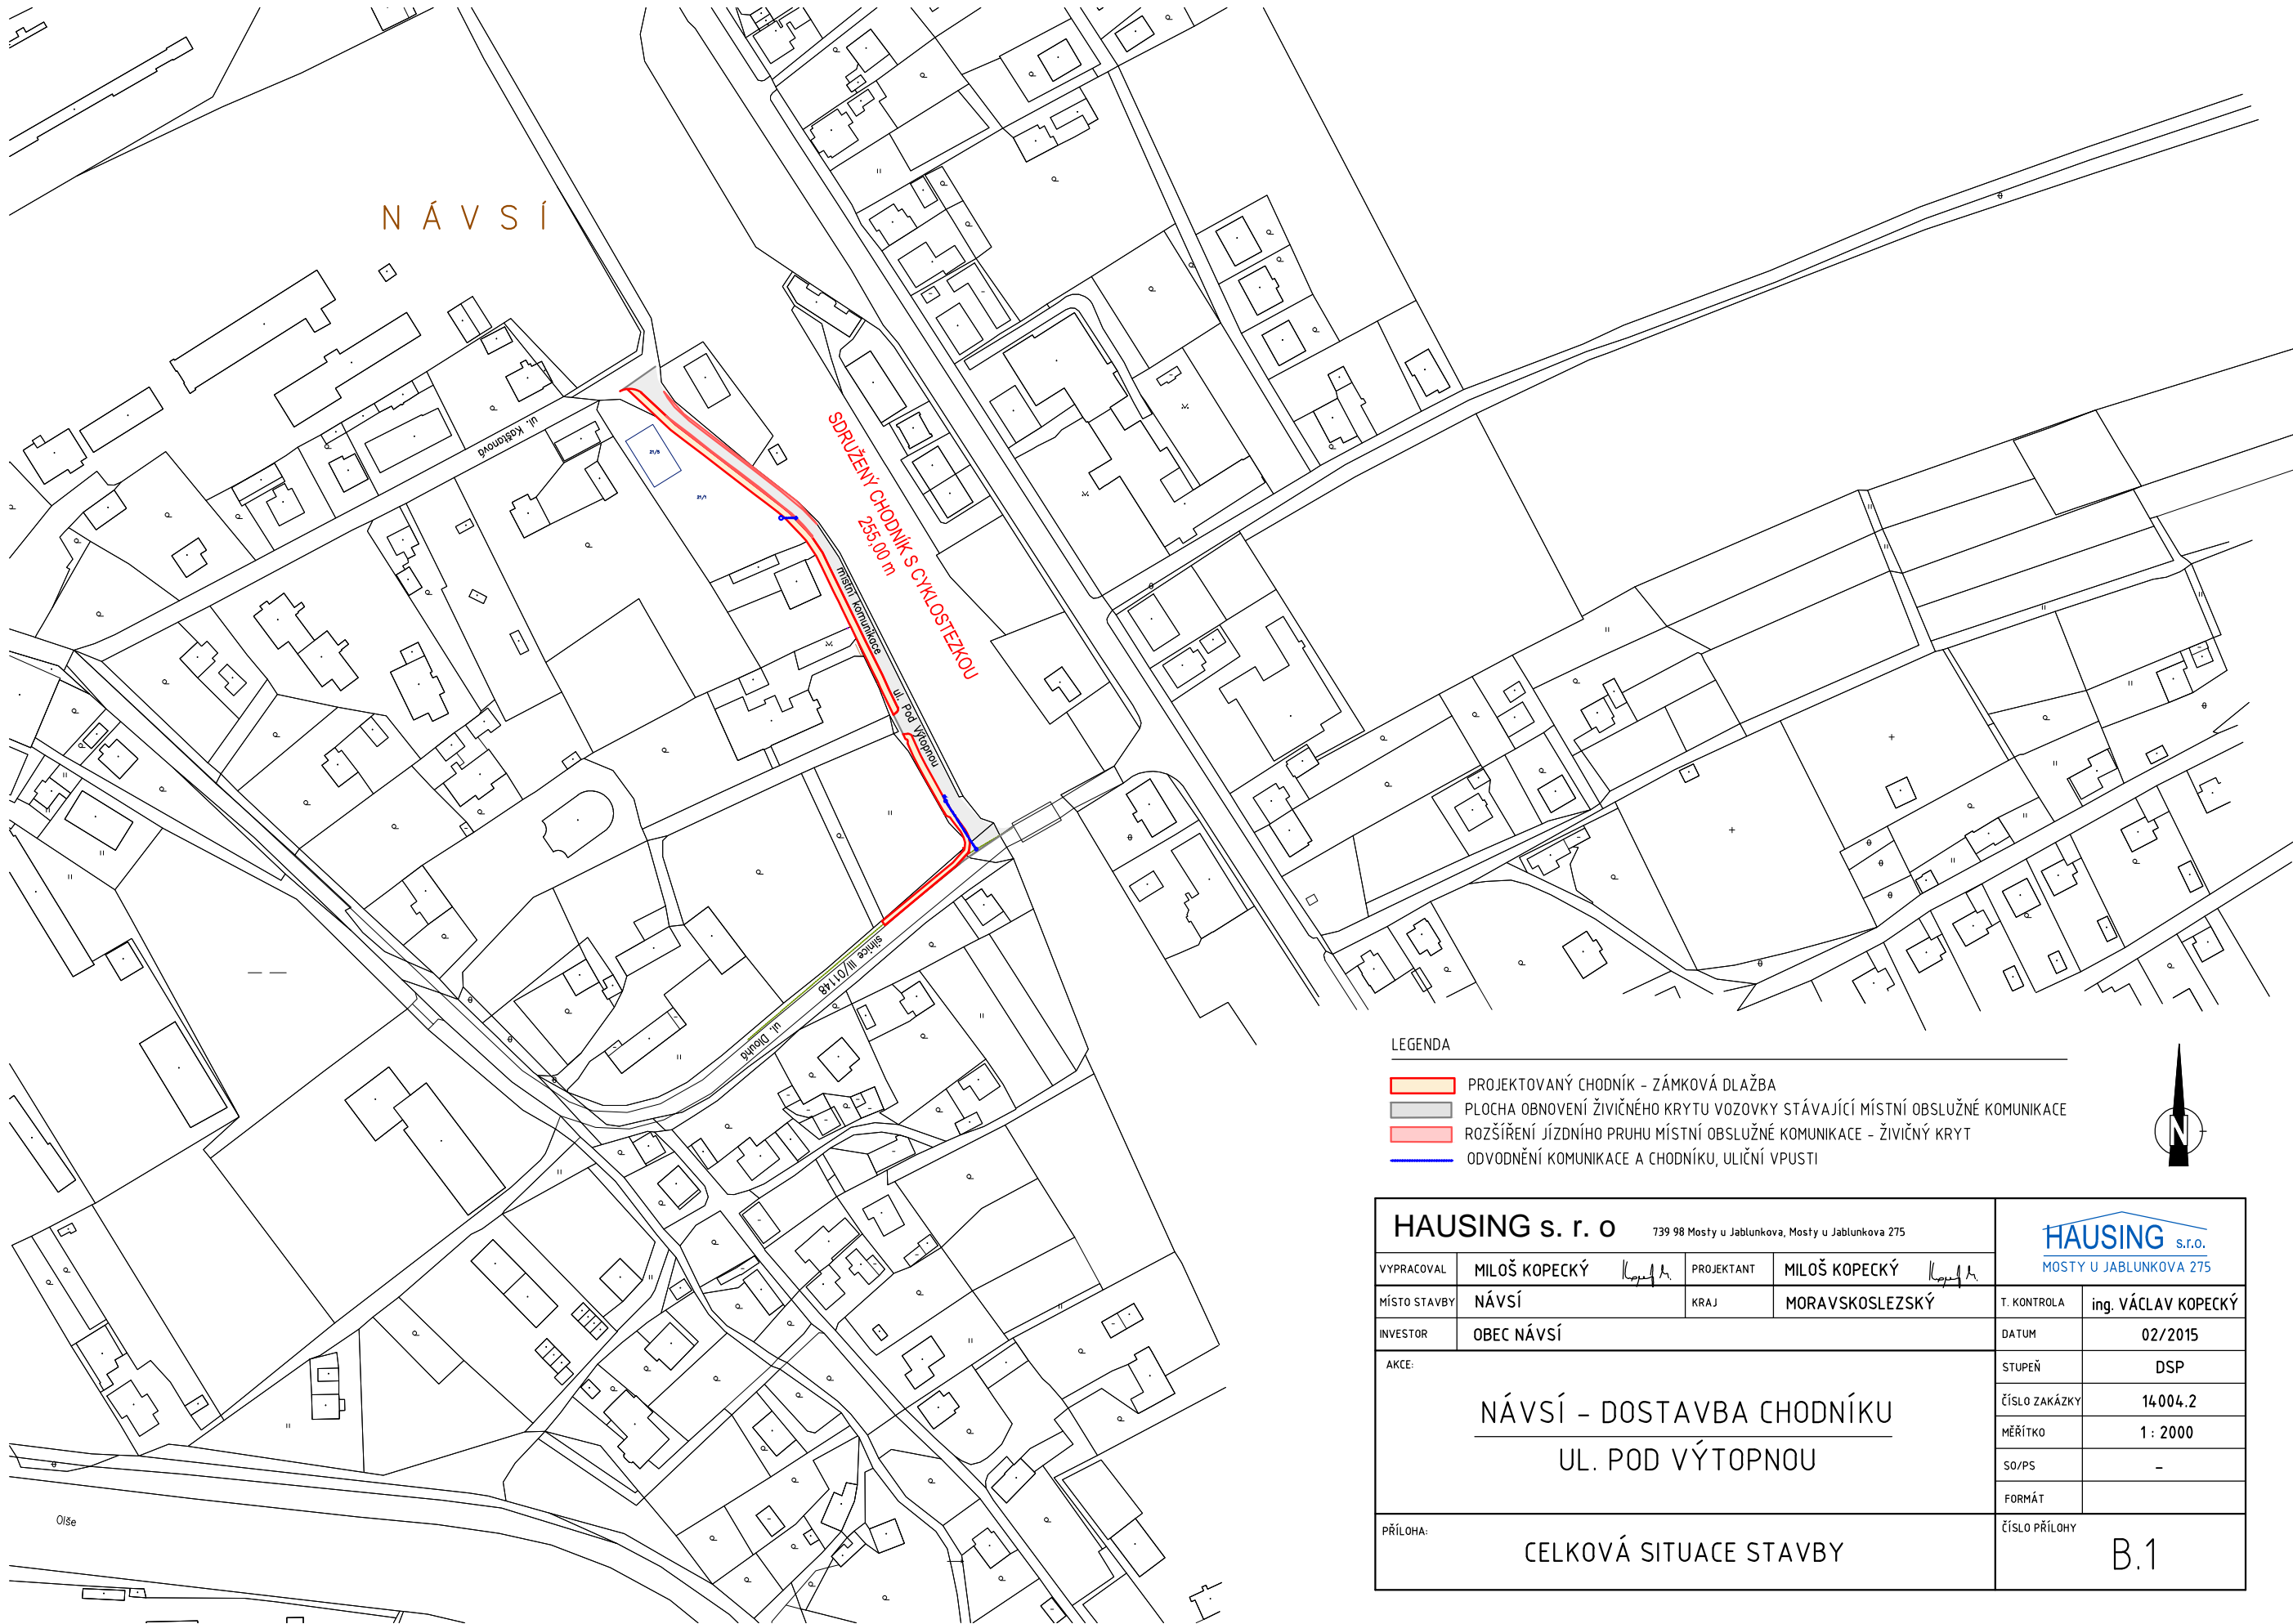 NÁVSÍ
ul. Kaštanová
21/8
21/1
SDRUŽENÝ CHODNÍK S CYKLOSTEZKOU
255,00 m
místní komunikace
ul. Pod Výtopnou
silnice III/01148
ul. Dlouhá
Olše
LEGENDA
PROJEKTOVANÝ CHODNÍK - ZÁMKOVÁ DLAŽBA
PLOCHA OBNOVENÍ ŽIVIČNÉHO KRYTU VOZOVKY STÁVAJÍCÍ MÍSTNÍ OBSLUŽNÉ KOMUNIKACE
ROZŠÍŘENÍ JÍZDNÍHO PRUHU MÍSTNÍ OBSLUŽNÉ KOMUNIKACE - ŽIVIČNÝ KRYT
ODVODNĚNÍ KOMUNIKACE A CHODNÍKU, ULIČNÍ VPUSTI
N
HAUSING s. r. o 739 98 Mosty u Jablunkova, Mosty u Jablunkova 275
HAUSING s.r.o.
MOSTY U JABLUNKOVA 275
VYPRACOVAL MILOŠ KOPECKÝ PROJEKTANT MILOŠ KOPECKÝ
MÍSTO STAVBY NÁVSÍ KRAJ MORAVSKOSLEZSKÝ
T. KONTROLA ing. VÁCLAV KOPECKÝ
INVESTOR OBEC NÁVSÍ
DATUM 02/2015
AKCE:
NÁVSÍ - DOSTAVBA CHODNÍKU
UL. POD VÝTOPNOU
STUPEŇ DSP
ČÍSLO ZAKÁZKY 14004.2
MĚŘÍTKO 1 : 2000
SO/PS -
FORMÁT
PŘÍLOHA:
CELKOVÁ SITUACE STAVBY
ČÍSLO PŘÍLOHY
B.1